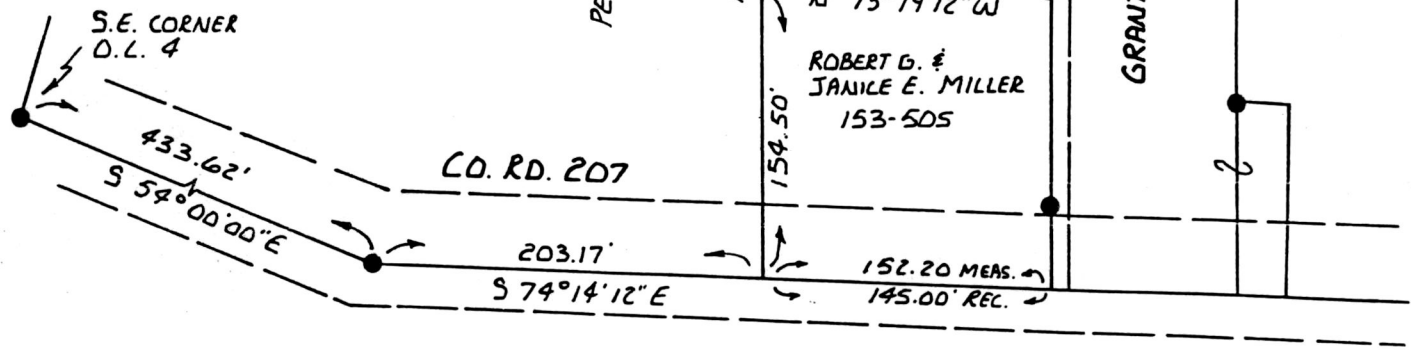 S.E. CORNER
O.L. 4
433.62'
S 54°00'00"E
CO. RD. 207
203.17'
S 74°14'12"E
154.50'
ROBERT G. &
JANICE E. MILLER
153-505
152.20 MEAS.
145.00' REC.